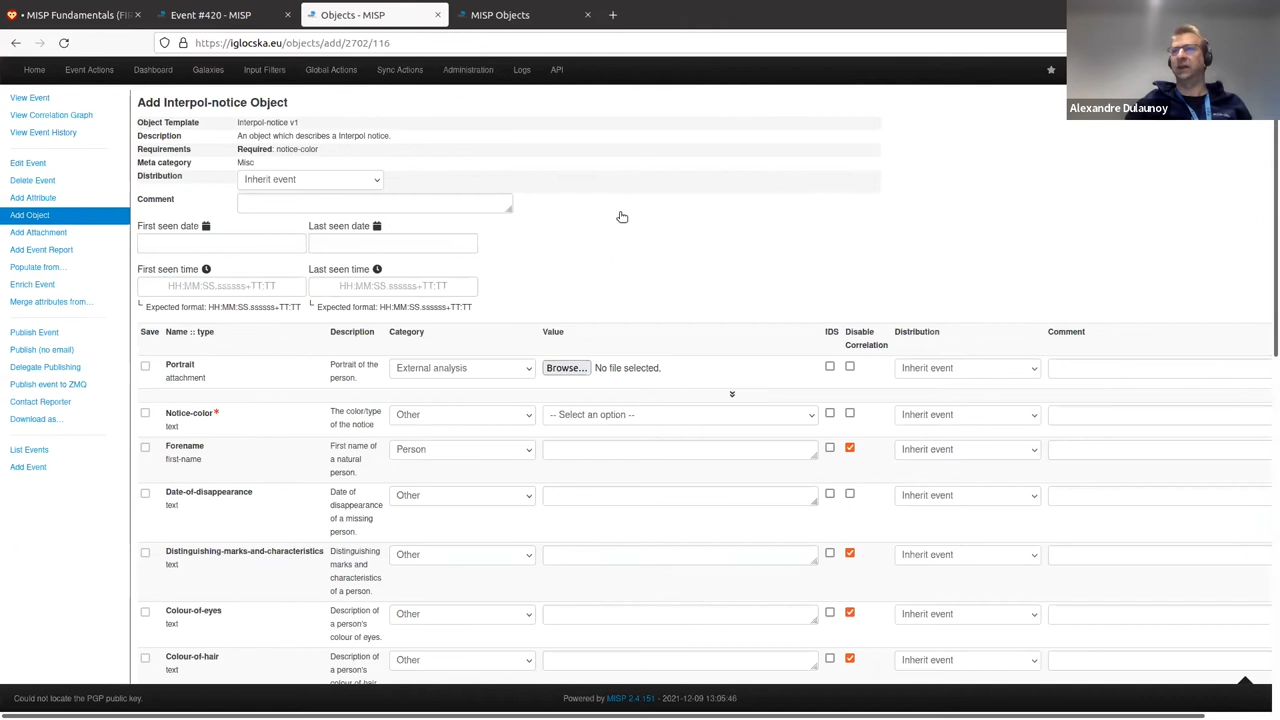 • MISP Fundamentals (FI
Event #420 - MISP
Objects - MISP
MISP Objects
https://iglocska.eu/objects/add/2702/116
Home
Event Actions
Dashboard
Galaxies
Input Filters
Global Actions
Sync Actions
Administration
Logs
API
Alexandre Dulaunoy
View Event
View Correlation Graph
View Event History
Edit Event
Delete Event
Add Attribute
Add Object
Add Attachment
Add Event Report
Populate from...
Enrich Event
Merge attributes from...
Publish Event
Publish (no email)
Delegate Publishing
Publish event to ZMQ
Contact Reporter
Download as...
List Events
Add Event
Add Interpol-notice Object
Object Template Interpol-notice v1
Description An object which describes a Interpol notice.
Requirements Required: notice-color
Meta category Misc
Distribution Inherit event
Comment
First seen date Last seen date
First seen time Last seen time
HH:MM:SS.ssssss+TT:TT HH:MM:SS.ssssss+TT:TT
Expected format: HH:MM:SS.ssssss+TT:TT Expected format: HH:MM:SS.ssssss+TT:TT
Save Name :: type Description Category Value IDS Disable Correlation Distribution Comment
Portrait
attachment
Portrait of the
person.
External analysis
Browse... No file selected.
Inherit event
Notice-color*
text
The color/type
of the notice
Other
-- Select an option --
Inherit event
Forename
first-name
First name of
a natural
person.
Person
Inherit event
Date-of-disappearance
text
Date of
disappearance
of a missing
person.
Other
Inherit event
Distinguishing-marks-and-characteristics
text
Distinguishing
marks and
characteristics
of a person.
Other
Inherit event
Colour-of-eyes
text
Description of
a person's
colour of eyes.
Other
Inherit event
Colour-of-hair
text
Description of
a person's
colour of hair
Other
Inherit event
Could not locate the PGP public key.
Powered by MISP 2.4.151 - 2021-12-09 13:05:46